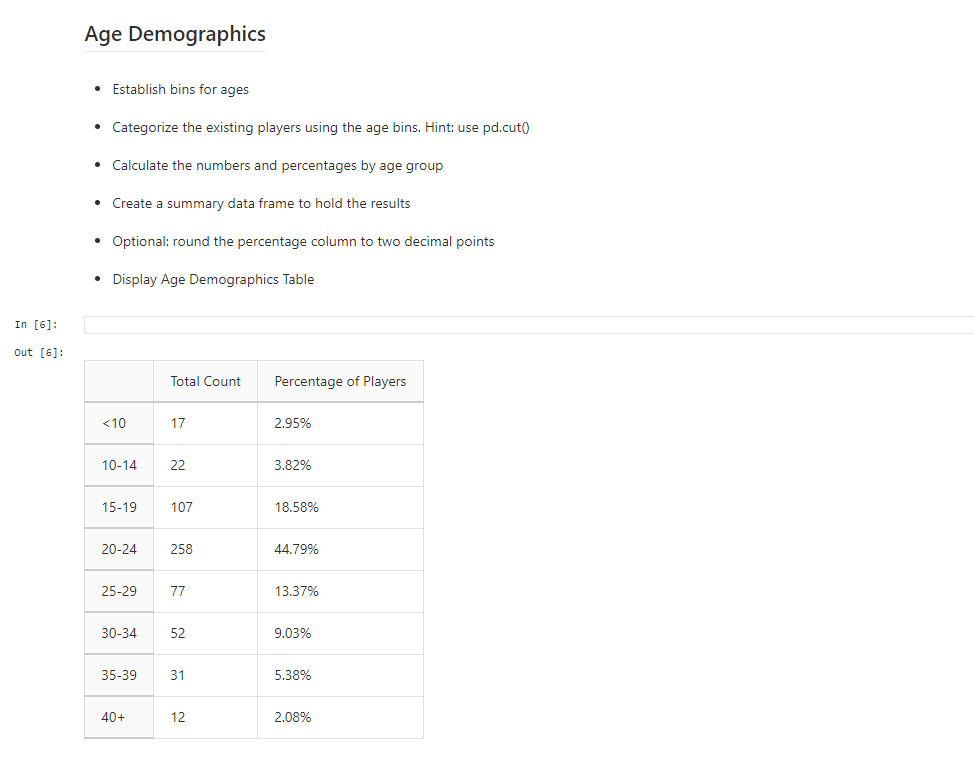 Age Demographics
• Establish bins for ages
• Categorize the existing players using the age bins. Hint: use pd.cut()
• Calculate the numbers and percentages by age group
• Create a summary data frame to hold the results
• Optional: round the percentage column to two decimal points
• Display Age Demographics Table
In [6]:
Out [6]:
Total Count Percentage of Players
<10 17 2.95%
10-14 22 3.82%
15-19 107 18.58%
20-24 258 44.79%
25-29 77 13.37%
30-34 52 9.03%
35-39 31 5.38%
40+ 12 2.08%